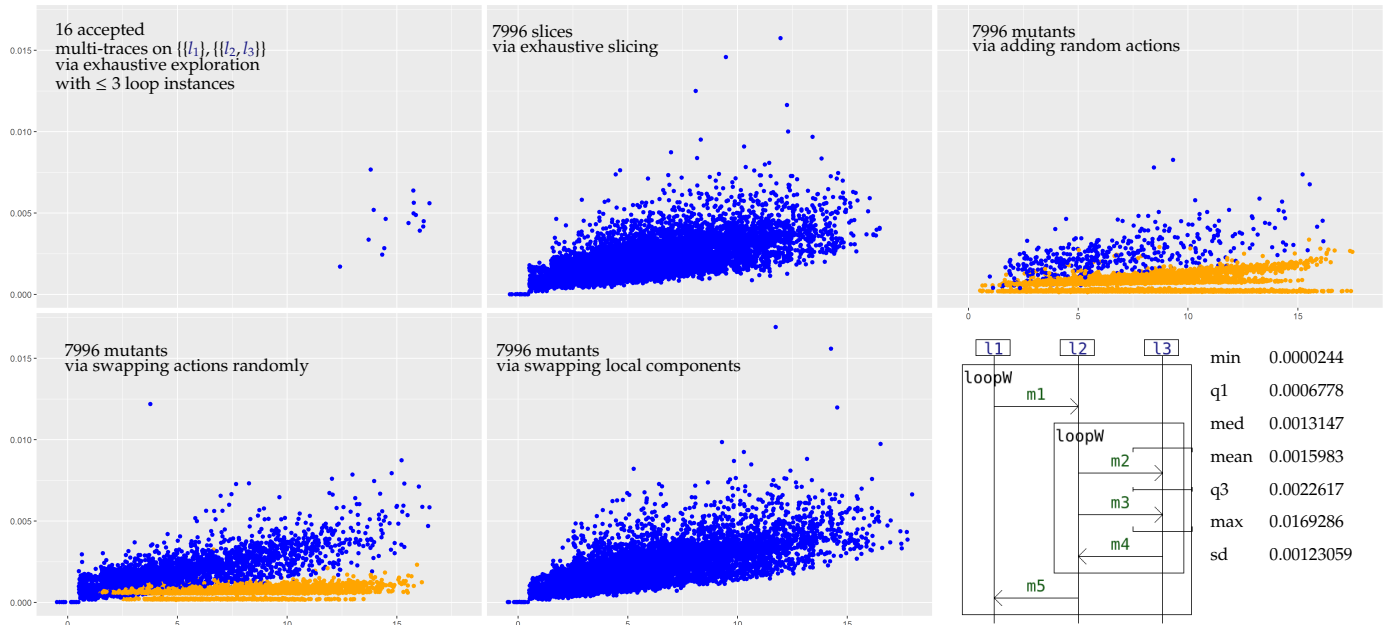 16 accepted
multi-traces on {{l1}, {{l2, l3}}
via exhaustive exploration
with ≤ 3 loop instances
0.015
0.010
0.005
0.000
7996 slices
via exhaustive slicing
7996 mutants
via adding random actions
0 5 10 15
7996 mutants
via swapping actions randomly
0.015
0.010
0.005
0.000
0 5 10 15
7996 mutants
via swapping local components
0 5 10 15
l1 l2 l3
loopW
m1
loopW
m2
m3
m4
m5
min 0.0000244
q1 0.0006778
med 0.0013147
mean 0.0015983
q3 0.0022617
max 0.0169286
sd 0.00123059